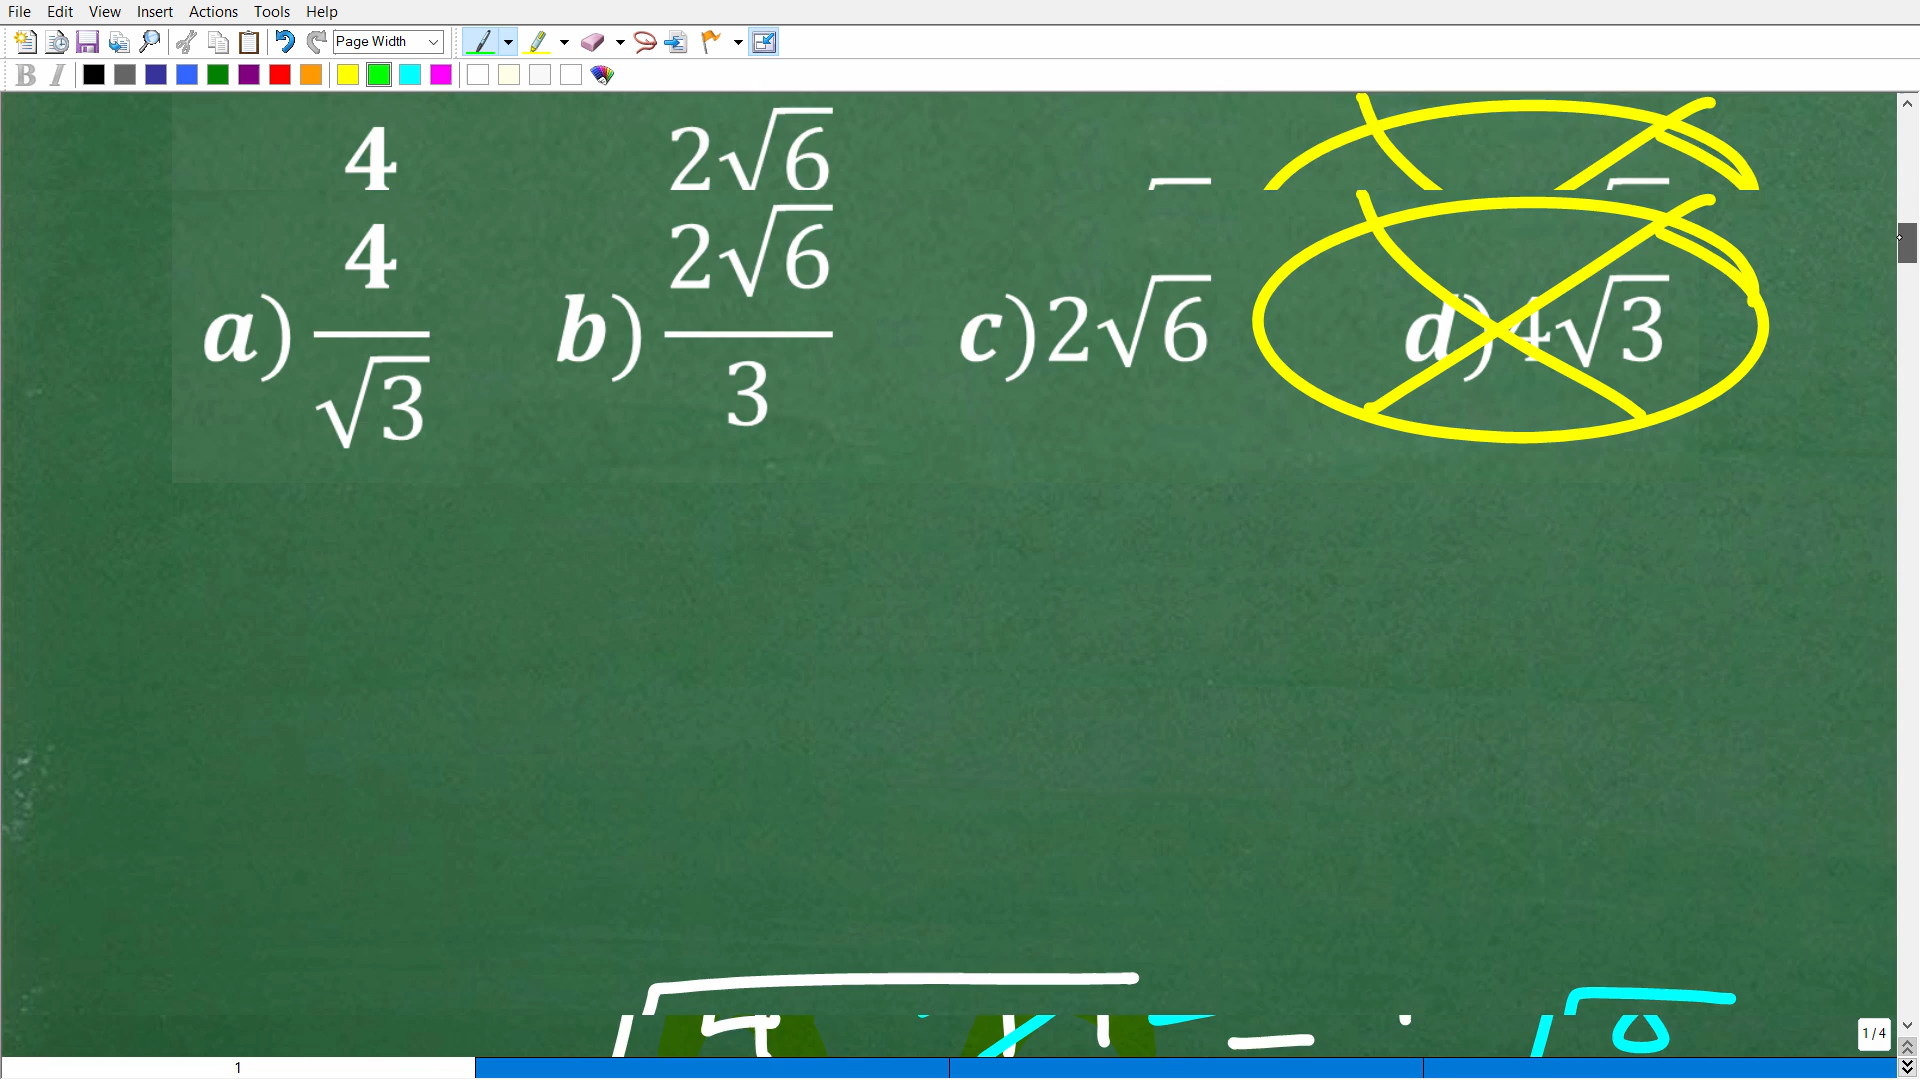 File Edit View Insert Actions Tools Help
Page Width
B I
4 2√6
a) 4/√3 b) 2√6/3 c) 2√6 d) 4√3
1 / 4
1